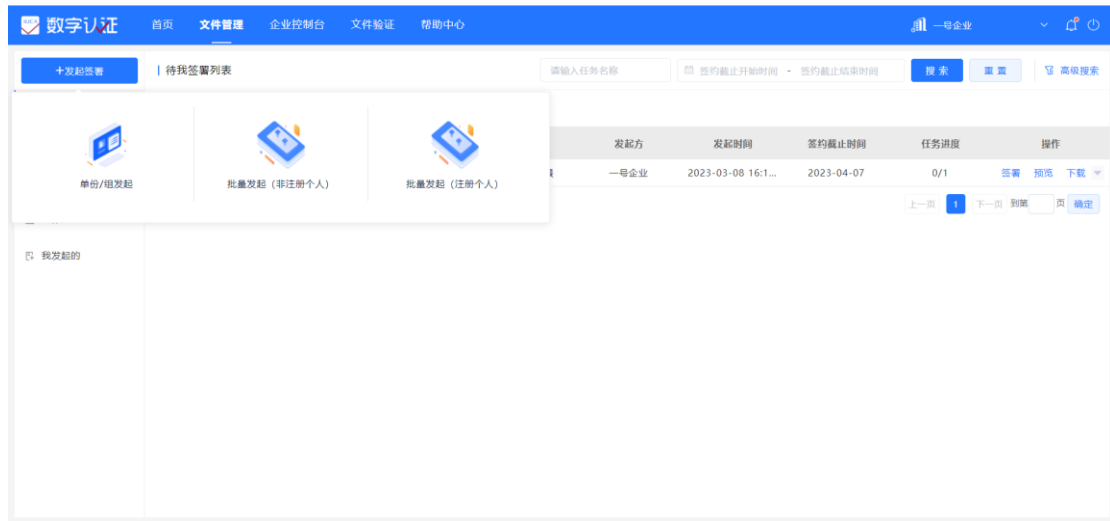 数字认证 首页 文件管理 企业控制台 文件验证 帮助中心 一号企业
+发起签署 待我签署列表 请输入任务名称 签约截止开始时间 - 签约截止结束时间 搜索 重置 高级搜索
发起方 发起时间 签约截止时间 任务进度 操作
单份/组发起 批量发起（非注册个人） 批量发起（注册个人）
一号企业 2023-03-08 16:1... 2023-04-07 0/1 签署 预览 下载
上一页 1 下一页 到第 页 确定
我发起的